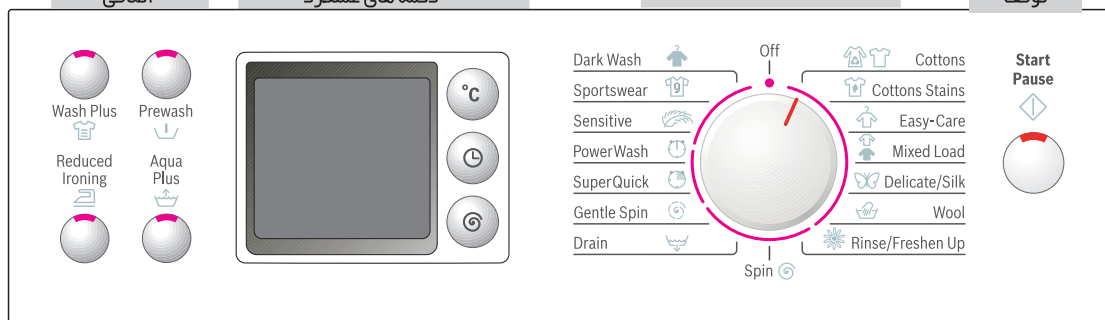 Wash Plus
Prewash
Reduced
Ironing
Aqua
Plus
°C
Off
Dark Wash
Sportswear
9
Sensitive
PowerWash
SuperQuick
Gentle Spin
Drain
Spin
Cottons
Cottons Stains
Easy-Care
Mixed Load
Delicate/Silk
Wool
Rinse/Freshen Up
Start
Pause